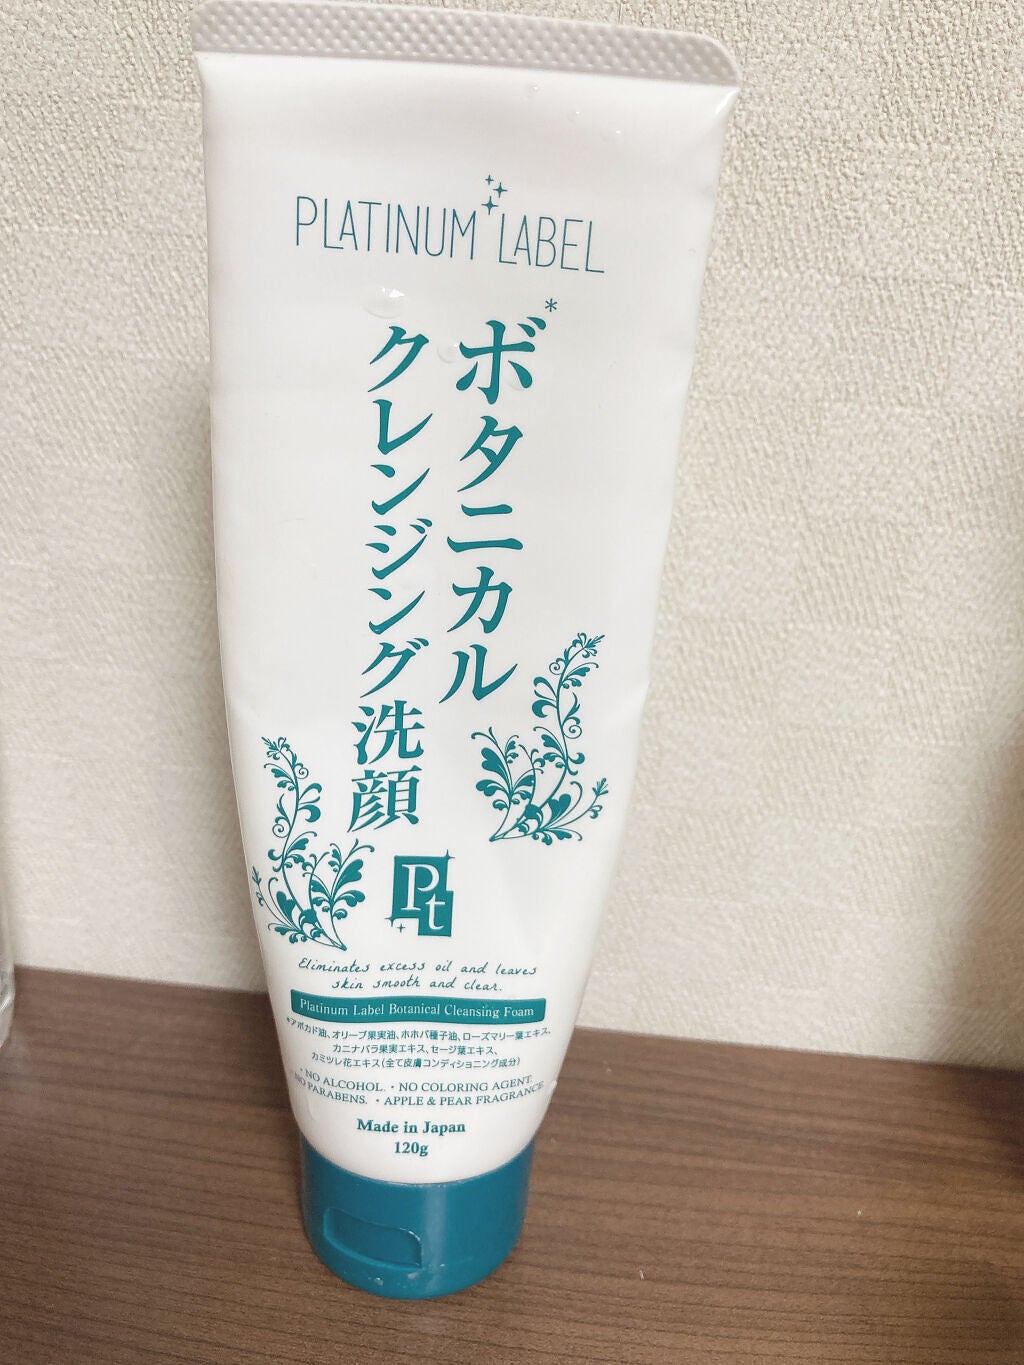 PLATINUM LABEL
ボタニカル*
クレンジング洗顔
Pt
Eliminates excess oil and leaves
skin smooth and clear.
Platinum Label Botanical Cleansing Foam
*アボカド油、オリーブ果実油、ホホバ種子油、ローズマリー葉エキス、
カニナバラ果実エキス、セージ葉エキス、
カミツレ花エキス(全て皮膚コンディショニング成分)
・NO ALCOHOL. ・NO COLORING AGENT.
NO PARABENS. ・APPLE & PEAR FRAGRANCE.
Made in Japan
120g